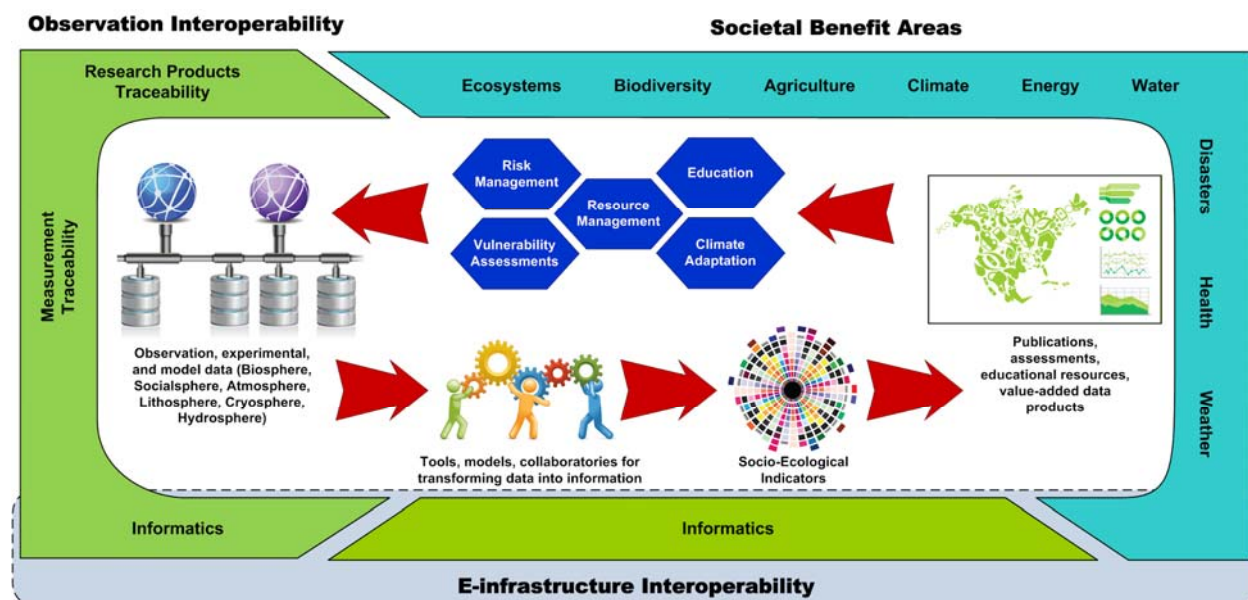 Observation Interoperability
Societal Benefit Areas
Research Products
Traceability
Ecosystems
Biodiversity
Agriculture
Climate
Energy
Water
Disasters
Health
Weather
Measurement
Traceability
Risk
Management
Education
Resource
Management
Vulnerability
Assessments
Climate
Adaptation
Observation, experimental,
and model data (Biosphere,
Socialsphere, Atmosphere,
Lithosphere, Cryosphere,
Hydrosphere)
Tools, models, collaboratories for
transforming data into information
Socio-Ecological
Indicators
Publications,
assessments,
educational resources,
value-added data
products
Informatics
Informatics
E-infrastructure Interoperability